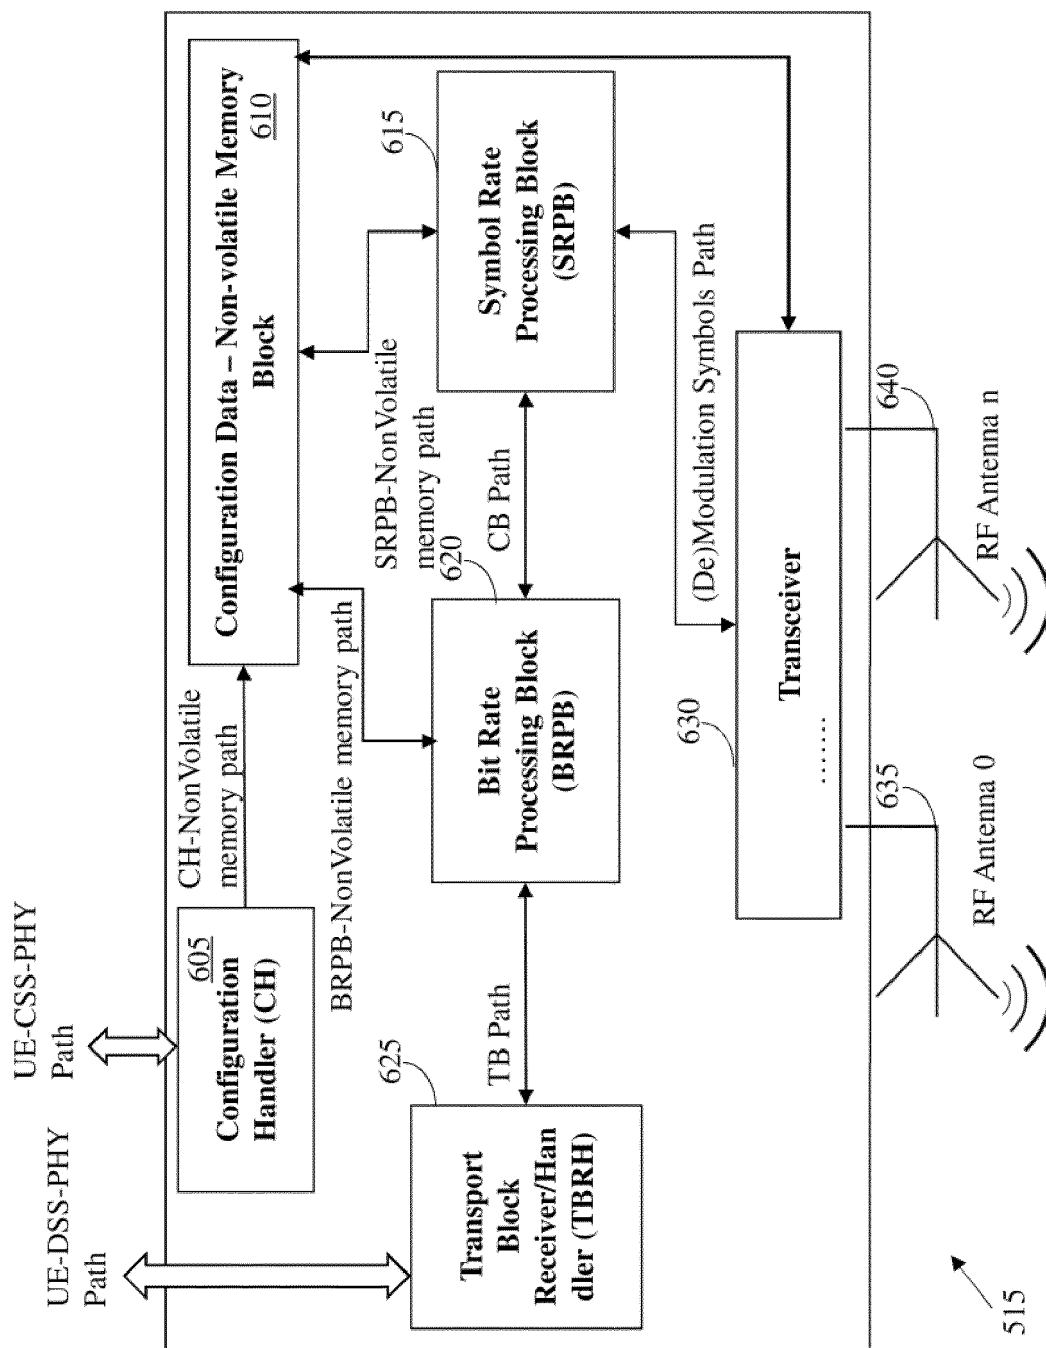 UE-DSS-PHY
Path
UE-CSS-PHY
Path
605
Configuration
Handler (CH)
CH-NonVolatile
memory path
Configuration Data – Non-volatile Memory
Block
610
BRPB-NonVolatile memory path
SRPB-NonVolatile
memory path
625
Transport
Block
Receiver/Han
dler (TBRH)
TB Path
620
Bit Rate
Processing Block
(BRPB)
CB Path
615
Symbol Rate
Processing Block
(SRPB)
(De)Modulation Symbols Path
630
Transceiver
.......
635
RF Antenna 0
640
RF Antenna n
515